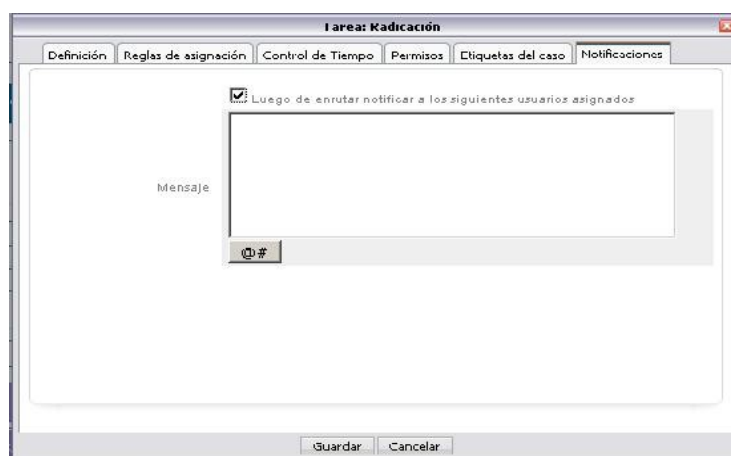 Tarea: Radicación
Definición Reglas de asignación Control de Tiempo Permisos Etiquetas del caso Notificaciones
Luego de enrutar notificar a los siguientes usuarios asignados
Mensaje
@#
Guardar Cancelar